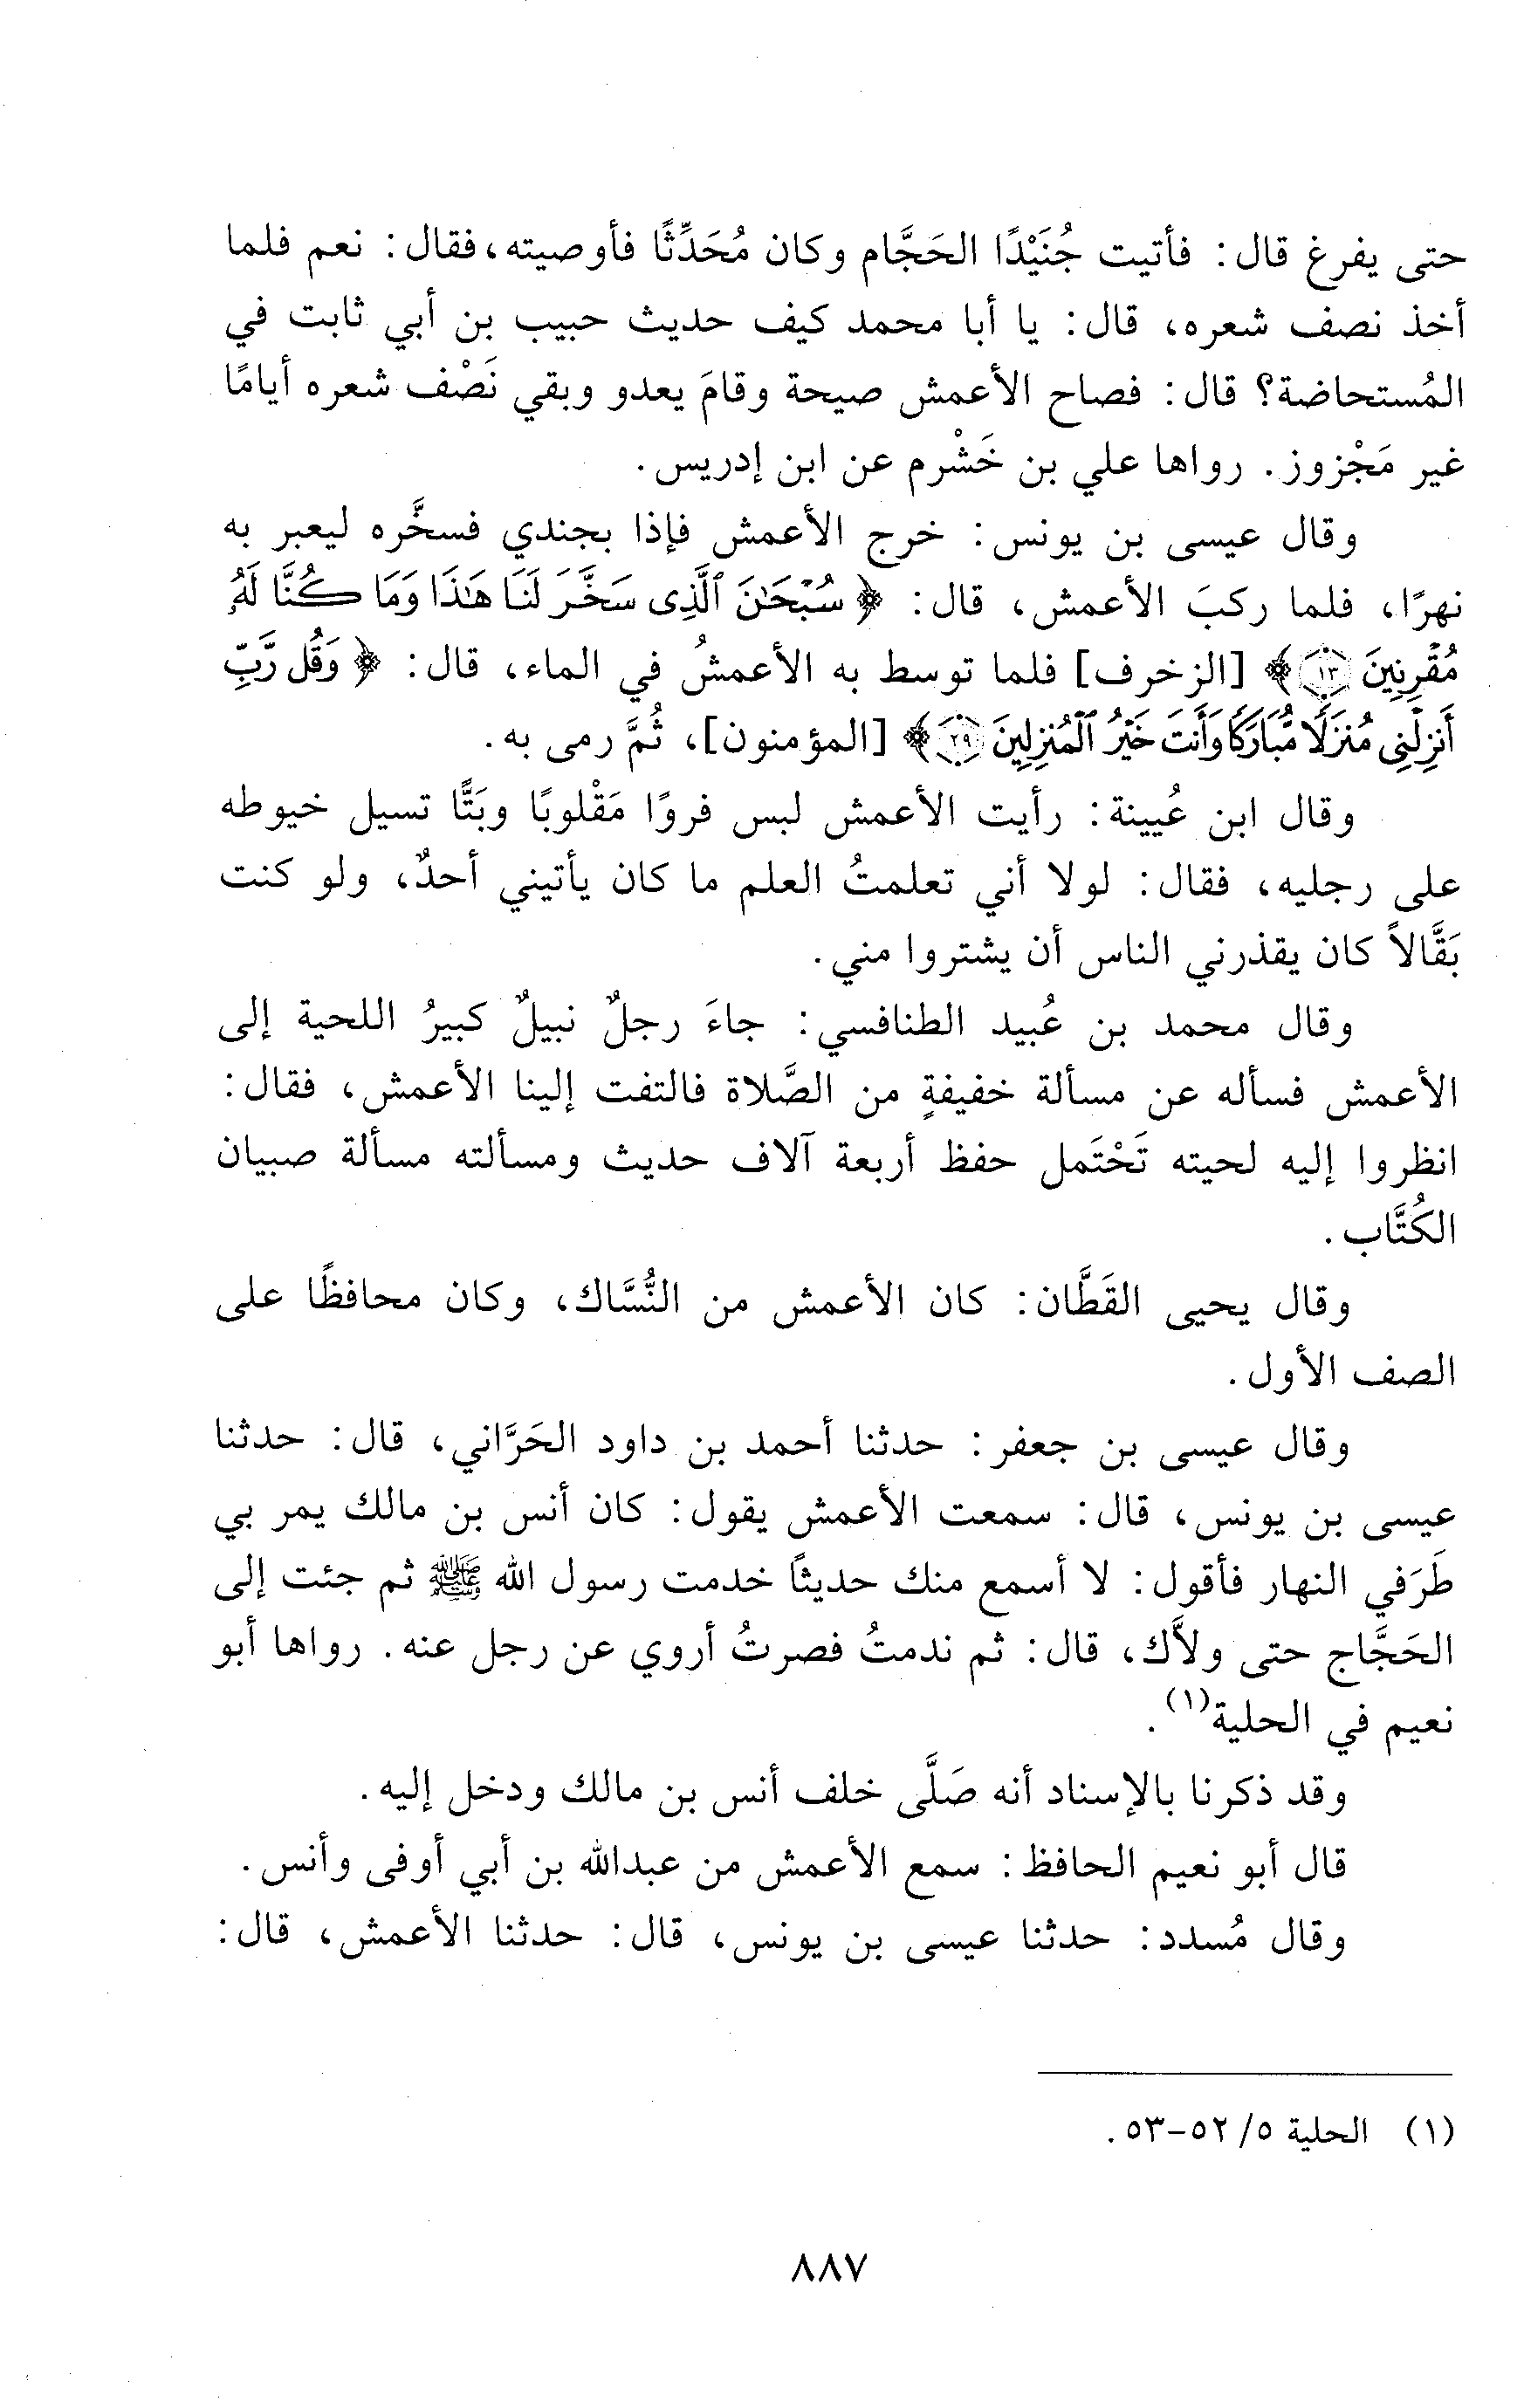 حتى يفرغ قال: فأتيت جُنَيْدًا الحَجَّام وكان مُحَدِّثًا فأوصيته، فقال: نعم فلما
أخذ نصف شعره، قال: يا أبا محمد كيف حديث حبيب بن أبي ثابت في
المُستحاضة؟ قال: فصاح الأعمش صيحة وقامَ يعدو وبقي نَصْف شعره أيامًا
غير مَجْزوز. رواها علي بن خَشْرم عن ابن إدريس.
وقال عيسى بن يونس: خرج الأعمش فإذا بجندي فسخَّره ليعبر به
نهرًا، فلما ركبَ الأعمش، قال: ﴿سُبْحَٰنَ ٱلَّذِى سَخَّرَ لَنَا هَٰذَا وَمَا كُنَّا لَهُۥ
مُقْرِنِينَ ١٣﴾ [الزخرف] فلما توسط به الأعمشُ في الماء، قال: ﴿وَقُل رَّبِّ
أَنزِلْنِى مُنزَلًا مُّبَارَكًا وَأَنتَ خَيْرُ ٱلْمُنزِلِينَ ٢٩﴾ [المؤمنون]، ثُمَّ رمى به.
وقال ابن عُيينة: رأيت الأعمش لبس فروًا مَقْلوبًا وبَتًّا تسيل خيوطه
على رجليه، فقال: لولا أني تعلمتُ العلم ما كان يأتيني أحدٌ، ولو كنت
بَقَّالاً كان يقذرني الناس أن يشتروا مني.
وقال محمد بن عُبيد الطنافسي: جاءَ رجلٌ نبيلٌ كبيرُ اللحية إلى
الأعمش فسأله عن مسألة خفيفةٍ من الصَّلاة فالتفت إلينا الأعمش، فقال:
انظروا إليه لحيته تَحْتَمل حفظ أربعة آلاف حديث ومسألته مسألة صبيان
الكُتَّاب.
وقال يحيى القَطَّان: كان الأعمش من النُّسَّاك، وكان محافظًا على
الصف الأول.
وقال عيسى بن جعفر: حدثنا أحمد بن داود الحَرَّاني، قال: حدثنا
عيسى بن يونس، قال: سمعت الأعمش يقول: كان أنس بن مالك يمر بي
طَرَفي النهار فأقول: لا أسمع منك حديثًا خدمت رسول الله ﷺ ثم جئت إلى
الحَجَّاج حتى ولاَّك، قال: ثم ندمتُ فصرتُ أروي عن رجل عنه. رواها أبو
نعيم في الحلية(١).
وقد ذكرنا بالإسناد أنه صَلَّى خلف أنس بن مالك ودخل إليه.
قال أبو نعيم الحافظ: سمع الأعمش من عبدالله بن أبي أوفى وأنس.
وقال مُسدد: حدثنا عيسى بن يونس، قال: حدثنا الأعمش، قال:
(١) الحلية ٥/ ٥٢-٥٣.
٨٨٧